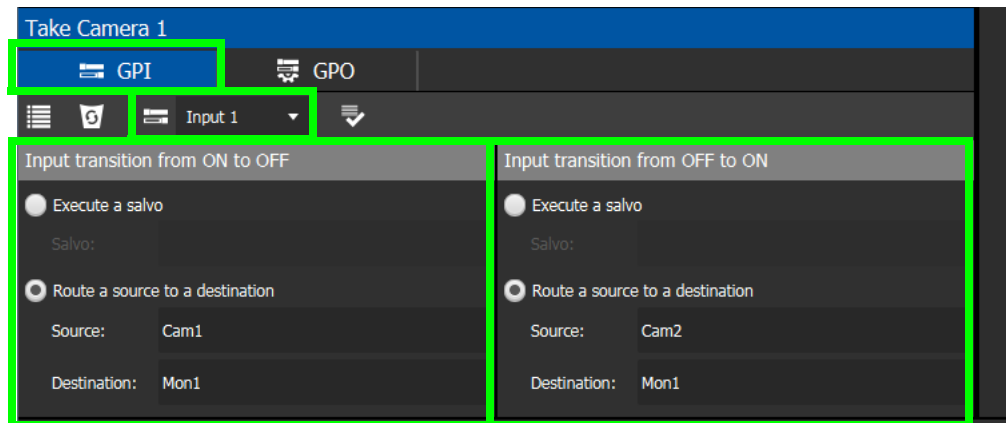 Take Camera 1
GPI
GPO
Input 1
Input transition from ON to OFF
Execute a salvo
Salvo:
Route a source to a destination
Source: Cam1
Destination: Mon1
Input transition from OFF to ON
Execute a salvo
Salvo:
Route a source to a destination
Source: Cam2
Destination: Mon1